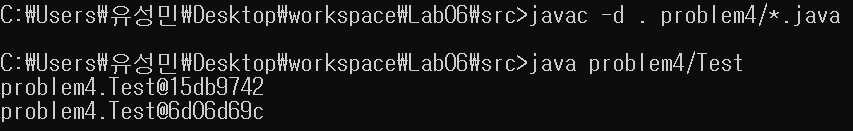 C:₩Users₩유성민₩Desktop₩workspace₩Lab06₩src>javac -d . problem4/*.java
C:₩Users₩유성민₩Desktop₩workspace₩Lab06₩src>java problem4/Test
problem4.Test@15db9742
problem4.Test@6d06d69c